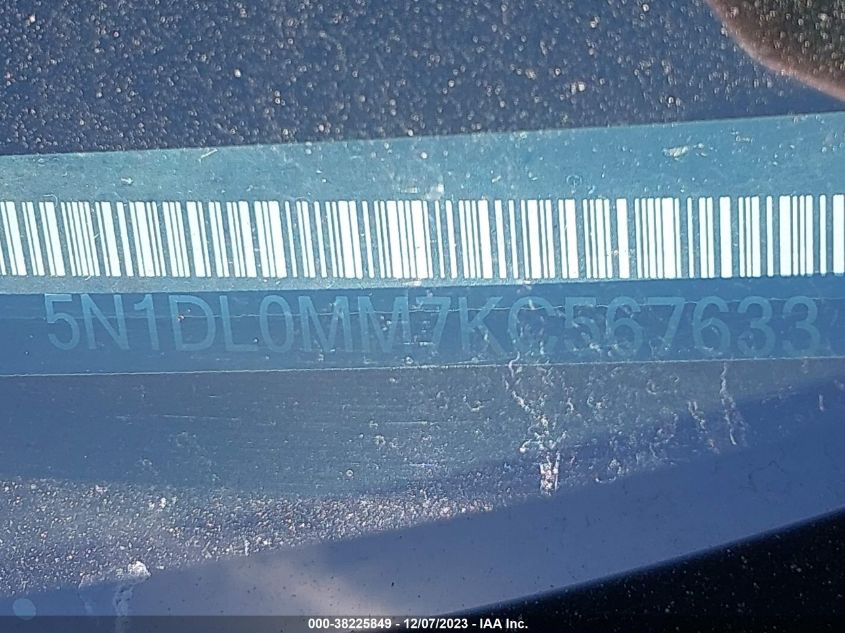 5N1DL0MM7KC567633
000-38225849 - 12/07/2023 - IAA Inc.